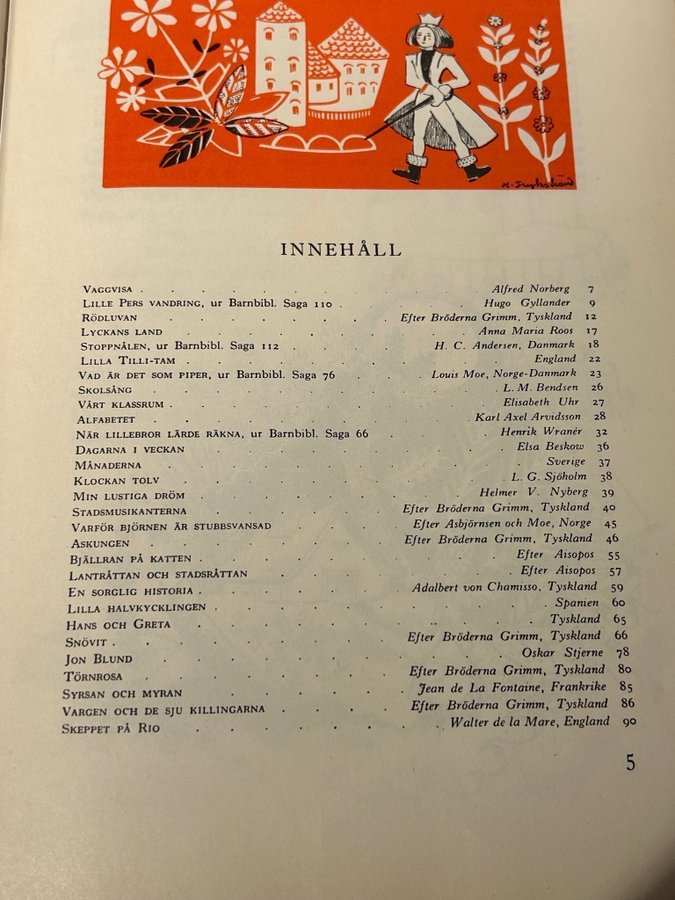 INNEHÅLL
VAGGVISA . . . . . . . . . . . Alfred Norberg 7
LILLE PERS VANDRING, ur Barnbibl. Saga 110 . . . . Hugo Gyllander 9
RÖDLUVAN . . . . . . . . Efter Bröderna Grimm, Tyskland 12
LYCKANS LAND . . . . . . . . . Anna Maria Roos 17
STOPPNÅLEN, ur Barnbibl. Saga 112 . . . . H. C. Andersen, Danmark 18
LILLA TILLI-TAM . . . . . . . . . . England 22
VAD ÄR DET SOM PIPER, ur Barnbibl. Saga 76 . . . Louis Moe, Norge-Danmark 23
SKOLSÅNG . . . . . . . . . . L. M. Bendsen 26
VÅRT KLASSRUM . . . . . . . . . Elisabeth Uhr 27
ALFABETET . . . . . . . . . Karl Axel Arvidsson 28
NÄR LILLEBROR LÄRDE RÄKNA, ur Barnbibl. Saga 66 . . . Henrik Wranér 32
DAGARNA I VECKAN . . . . . . . . Elsa Beskow 36
MÅNADERNA . . . . . . . . . . Sverige 37
KLOCKAN TOLV . . . . . . . . . L. G. Sjöholm 38
MIN LUSTIGA DRÖM . . . . . . . . Helmer V. Nyberg 39
STADSMUSIKANTERNA . . . . . . Efter Bröderna Grimm, Tyskland 40
VARFÖR BJÖRNEN ÄR STUBBSVANSAD . . . . Efter Asbjörnsen och Moe, Norge 45
ASKUNGEN . . . . . . . . Efter Bröderna Grimm, Tyskland 46
BJÄLLRAN PÅ KATTEN . . . . . . . . Efter Aisopos 55
LANTRÅTTAN OCH STADSRÅTTAN . . . . . . Efter Aisopos 57
EN SORGLIG HISTORIA . . . . . . Adalbert von Chamisso, Tyskland 59
LILLA HALVKYCKLINGEN . . . . . . . . Spanien 60
HANS OCH GRETA . . . . . . . . . Tyskland 65
SNÖVIT . . . . . . . . Efter Bröderna Grimm, Tyskland 66
JON BLUND . . . . . . . . . . Oskar Stjerne 78
TÖRNROSA . . . . . . . . Efter Bröderna Grimm, Tyskland 80
SYRSAN OCH MYRAN . . . . . . Jean de La Fontaine, Frankrike 85
VARGEN OCH DE SJU KILLINGARNA . . . . Efter Bröderna Grimm, Tyskland 86
SKEPPET PÅ RIO . . . . . . . Walter de la Mare, England 90
5